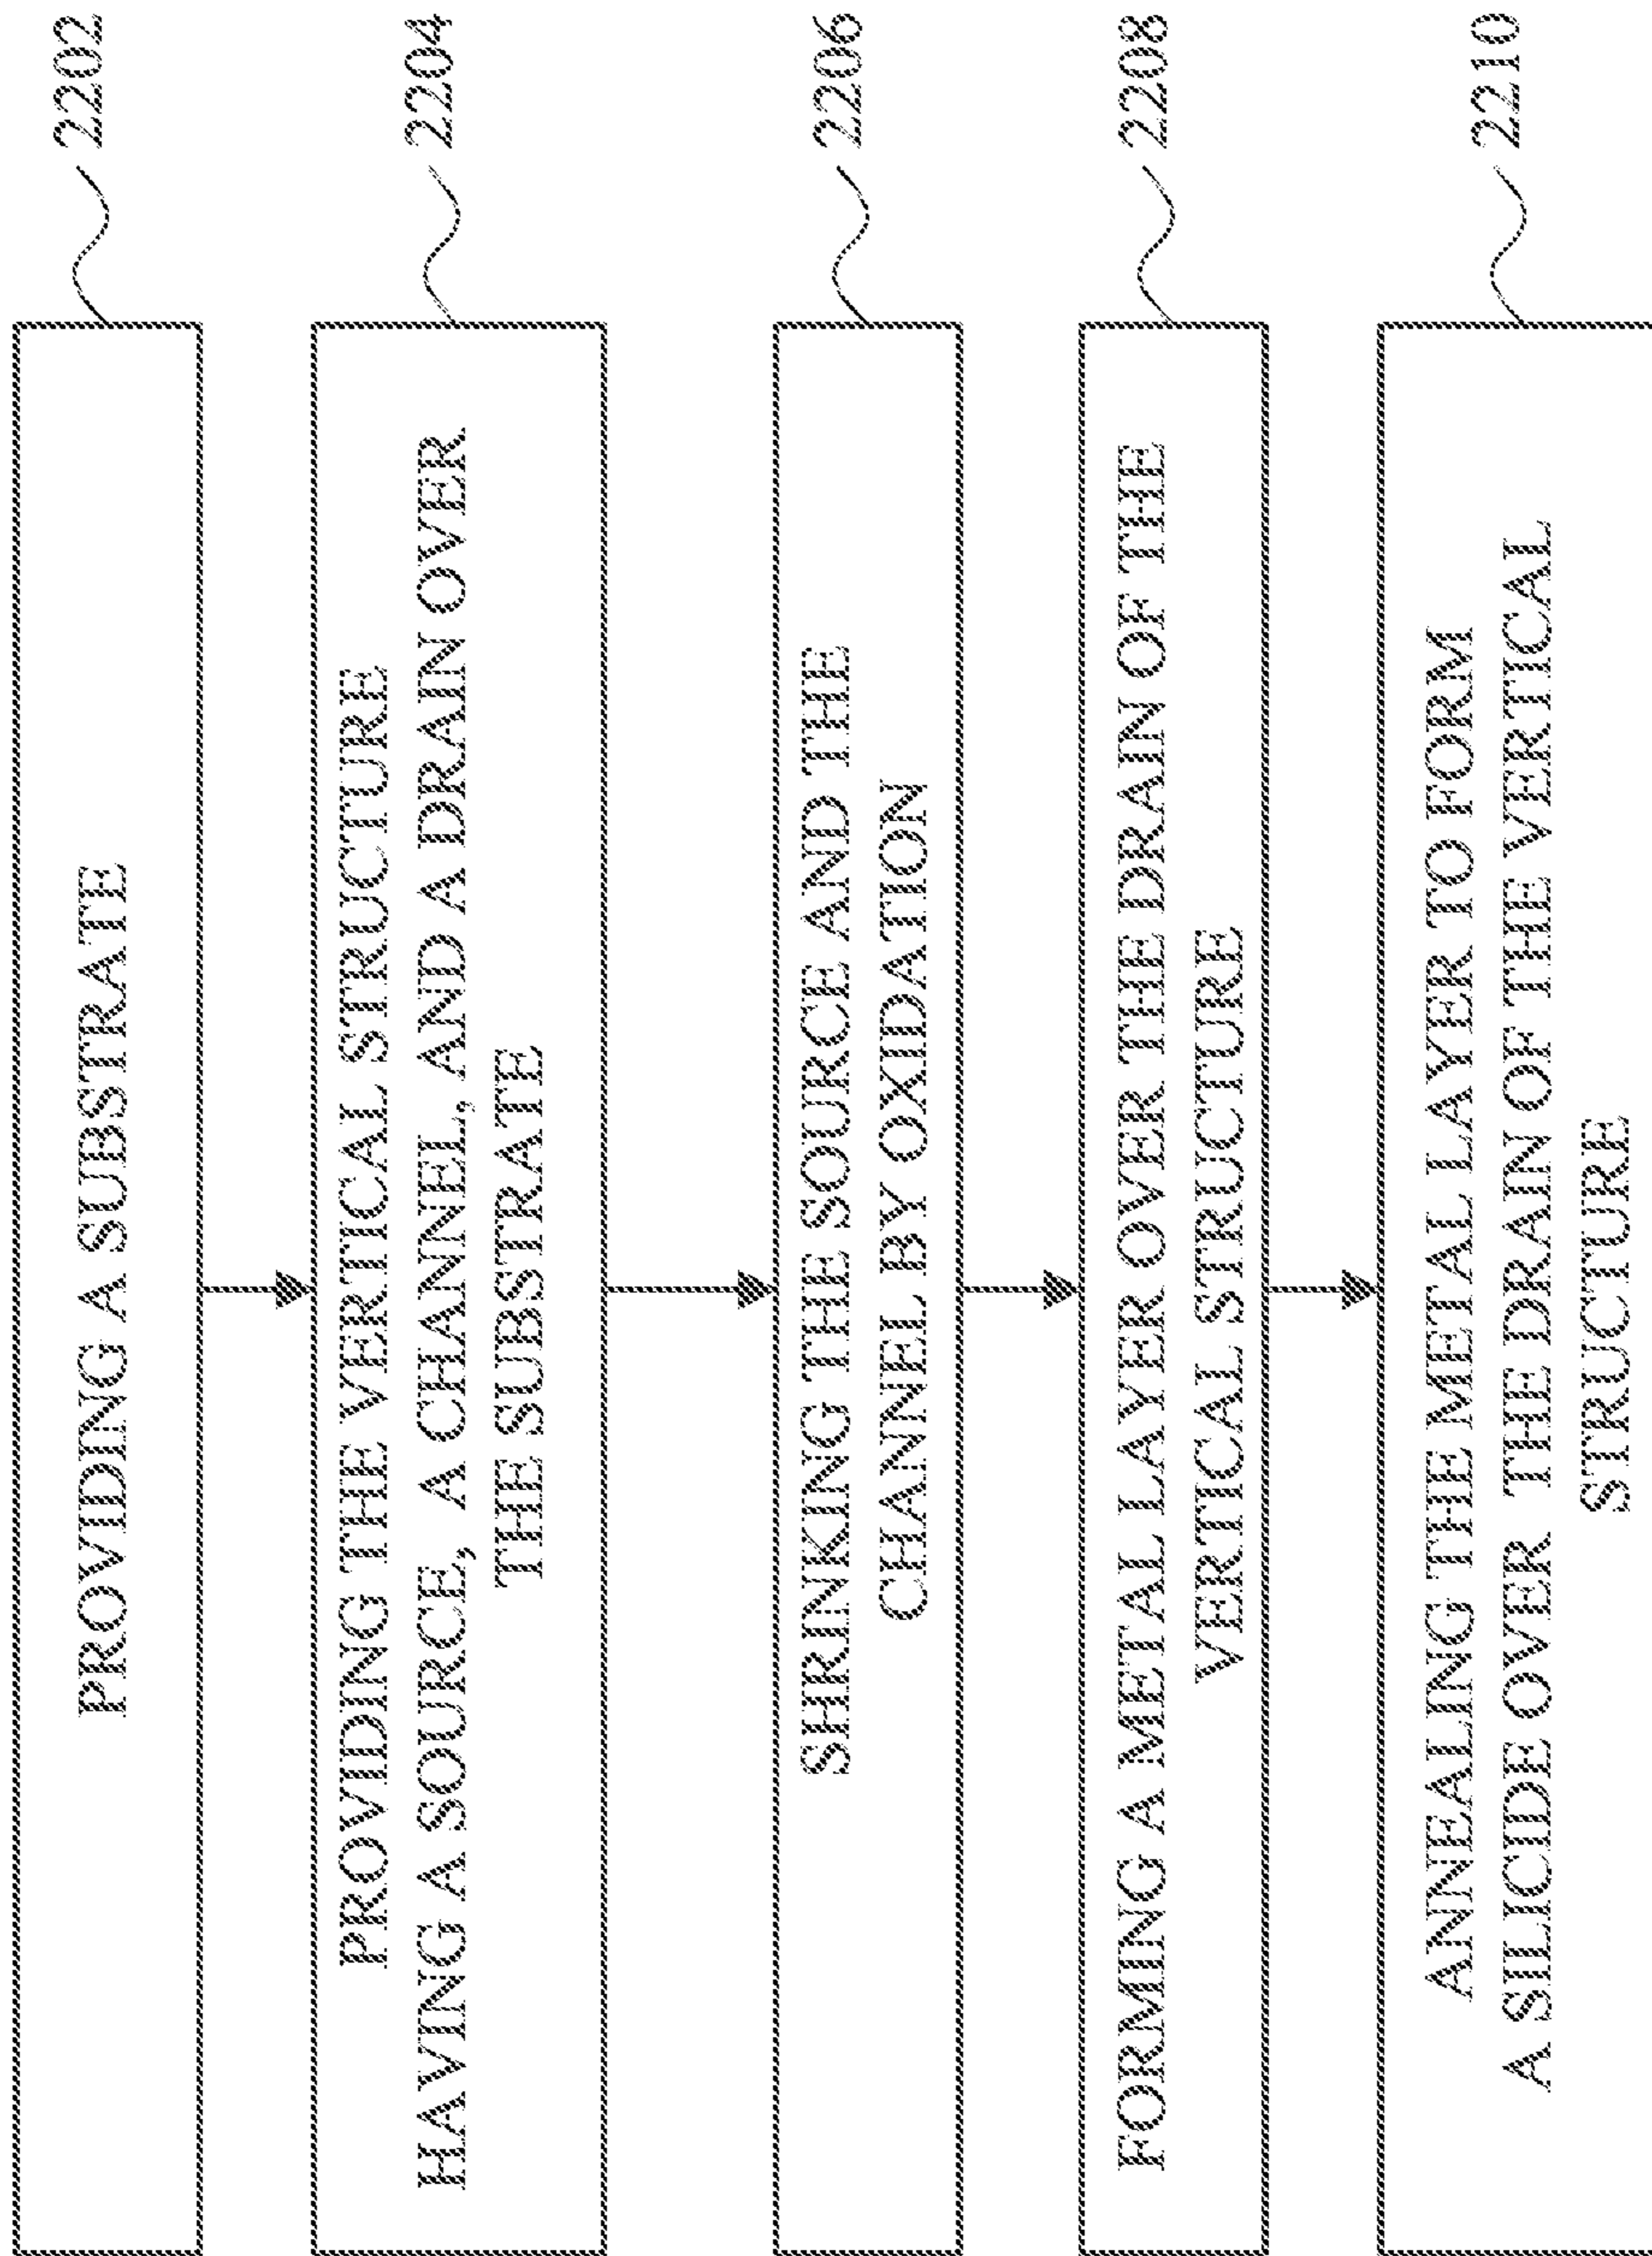 PROVIDING A SUBSTRATE
2202
PROVIDING THE VERTICAL STRUCTURE
HAVING A SOURCE, A CHANNEL, AND A DRAIN OVER
THE SUBSTRATE
2204
SHRINKING THE SOURCE AND THE
CHANNEL BY OXIDATION
2206
FORMING A METAL LAYER OVER THE DRAIN OF THE
VERTICAL STRUCTURE
2208
ANNEALING THE METAL LAYER TO FORM
A SILICIDE OVER THE DRAIN OF THE VERTICAL
STRUCTURE
2210